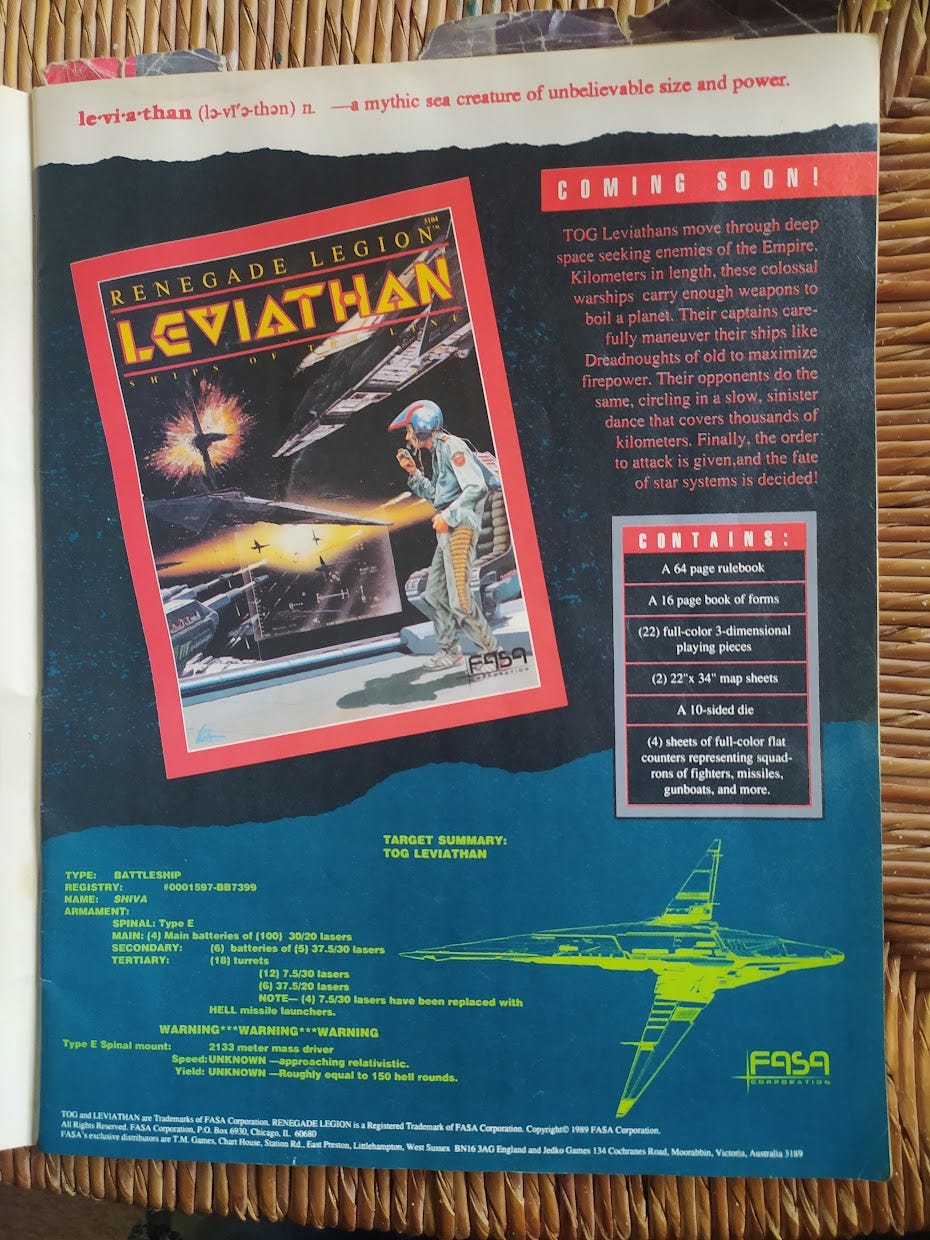 le·vi·a·than (lə-vī′ə-thən) n. —a mythic sea creature of unbelievable size and power.
COMING SOON!
5104
RENEGADE LEGION™
LEVIATHAN
SHIPS OF THE LINE
FASA
CORPORATION
TOG Leviathans move through deep
space seeking enemies of the Empire.
Kilometers in length, these colossal
warships carry enough weapons to
boil a planet. Their captains care-
fully maneuver their ships like
Dreadnoughts of old to maximize
firepower. Their opponents do the
same, circling in a slow, sinister
dance that covers thousands of
kilometers. Finally, the order
to attack is given,and the fate
of star systems is decided!
CONTAINS:
A 64 page rulebook
A 16 page book of forms
(22) full-color 3-dimensional
playing pieces
(2) 22"x 34" map sheets
A 10-sided die
(4) sheets of full-color flat
counters representing squad-
rons of fighters, missiles,
gunboats, and more.
TARGET SUMMARY:
TOG LEVIATHAN
TYPE: BATTLESHIP
REGISTRY: #0001597-BB7399
NAME: SHIVA
ARMAMENT:
SPINAL: Type E
MAIN: (4) Main batteries of (100) 30/20 lasers
SECONDARY: (6) batteries of (5) 37.5/30 lasers
TERTIARY: (18) turrets
(12) 7.5/30 lasers
(6) 37.5/20 lasers
NOTE— (4) 7.5/30 lasers have been replaced with
HELL missile launchers.
WARNING***WARNING***WARNING
Type E Spinal mount: 2133 meter mass driver
Speed: UNKNOWN —approaching relativistic.
Yield: UNKNOWN —Roughly equal to 150 hell rounds.
FASA
CORPORATION
TOG and LEVIATHAN are Trademarks of FASA Corporation. RENEGADE LEGION is a Registered Trademark of FASA Corporation. Copyright© 1989 FASA Corporation.
All Rights Reserved. FASA Corporation, P.O. Box 6930, Chicago, IL 60680
FASA's exclusive distributors are T.M. Games, Chart House, Station Rd., East Preston, Littlehampton, West Sussex BN16 3AG England and Jedko Games 134 Cochranes Road, Moorabbin, Victoria, Australia 3189